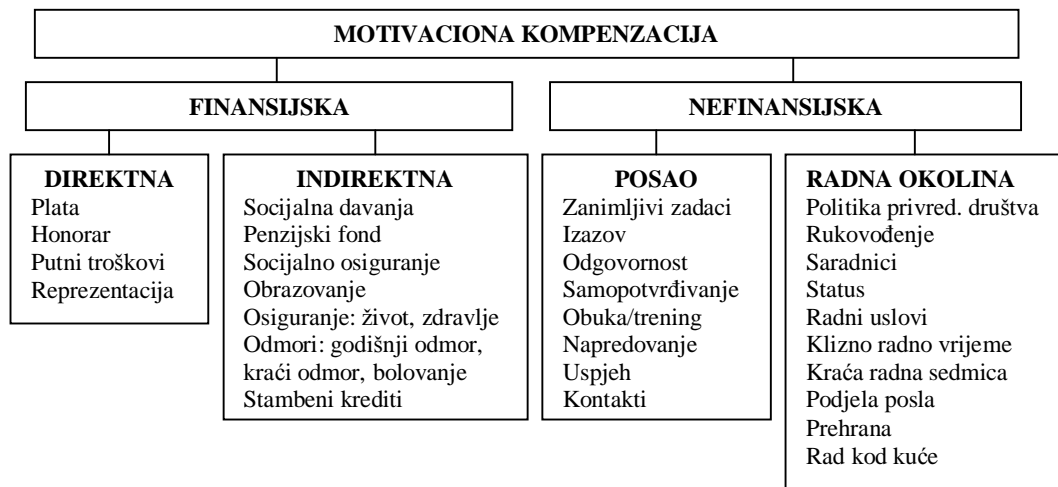 MOTIVACIONA KOMPENZACIJA
FINANSIJSKA
NEFINANSIJSKA
DIREKTNA
Plata
Honorar
Putni troškovi
Reprezentacija
INDIREKTNA
Socijalna davanja
Penzijski fond
Socijalno osiguranje
Obrazovanje
Osiguranje: život, zdravlje
Odmori: godišnji odmor,
kraći odmor, bolovanje
Stambeni krediti
POSAO
Zanimljivi zadaci
Izazov
Odgovornost
Samopotvrđivanje
Obuka/trening
Napredovanje
Uspjeh
Kontakti
RADNA OKOLINA
Politika privred. društva
Rukovođenje
Saradnici
Status
Radni uslovi
Klizno radno vrijeme
Kraća radna sedmica
Podjela posla
Prehrana
Rad kod kuće